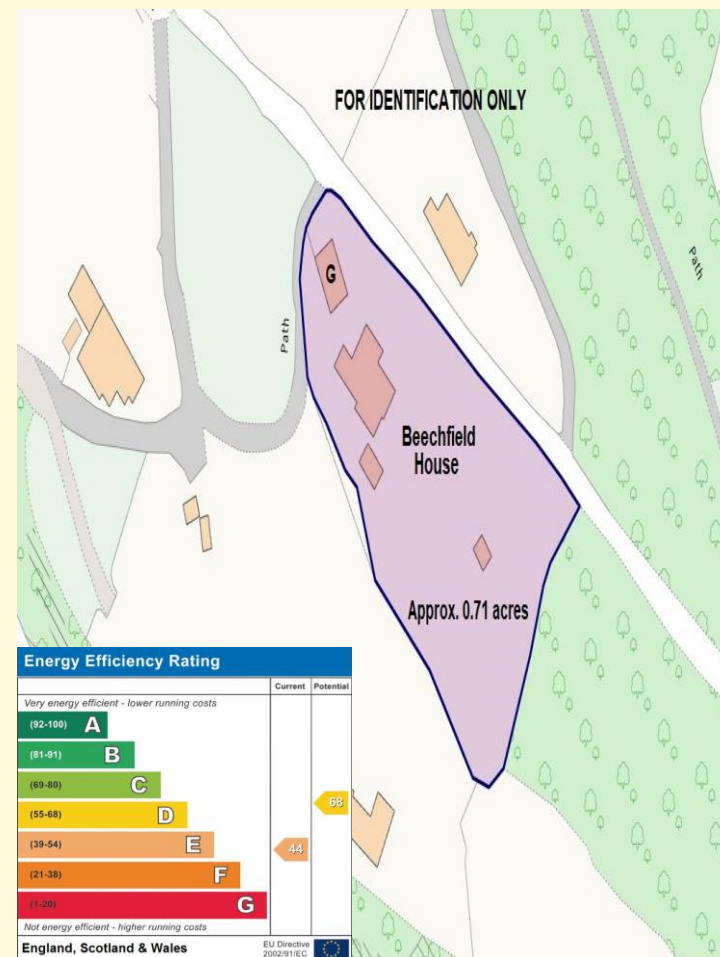 FOR IDENTIFICATION ONLY
G
Path
Path
Beechfield
House
Approx. 0.71 acres
Energy Efficiency Rating
Current Potential
Very energy efficient - lower running costs
(92-100) A
(81-91) B
(69-80) C
(55-68) D
68
(39-54) E
44
(21-38) F
(1-20) G
Not energy efficient - higher running costs
England, Scotland & Wales
EU Directive
2002/91/EC